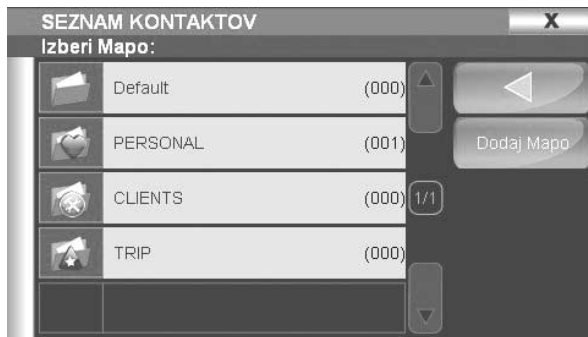 SEZNAM KONTAKTOV X
Izberi Mapo:
Default (000)
PERSONAL (001)
Dodaj Mapo
CLIENTS (000)
1/1
TRIP (000)